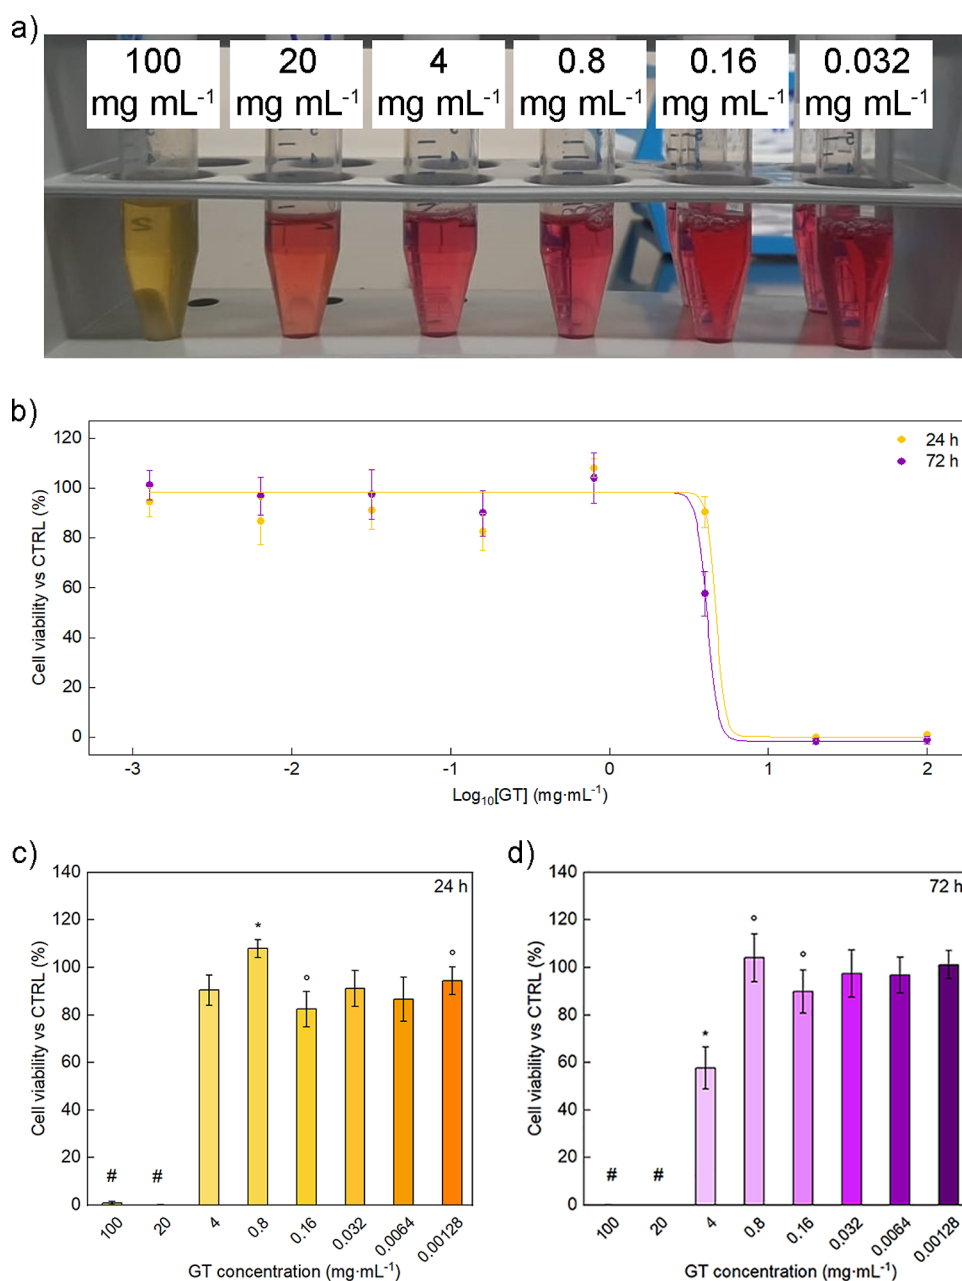 a)
100 20 4 0.8 0.16 0.032
mg mL⁻¹ mg mL⁻¹ mg mL⁻¹ mg mL⁻¹ mg mL⁻¹ mg mL⁻¹
b)
24 h
72 h
120
100
80
60
40
20
0
Cell viability vs CTRL (%)
-3 -2 -1 0 1 2
Log₁₀[GT] (mg·mL⁻¹)
c)
24 h
140
120
100
80
60
40
20
0
Cell viability vs CTRL (%)
* ° ° # #
100 20 4 0.8 0.16 0.032 0.0064 0.00128
GT concentration (mg·mL⁻¹)
d)
72 h
140
120
100
80
60
40
20
0
Cell viability vs CTRL (%)
° ° * # #
100 20 4 0.8 0.16 0.032 0.0064 0.00128
GT concentration (mg·mL⁻¹)